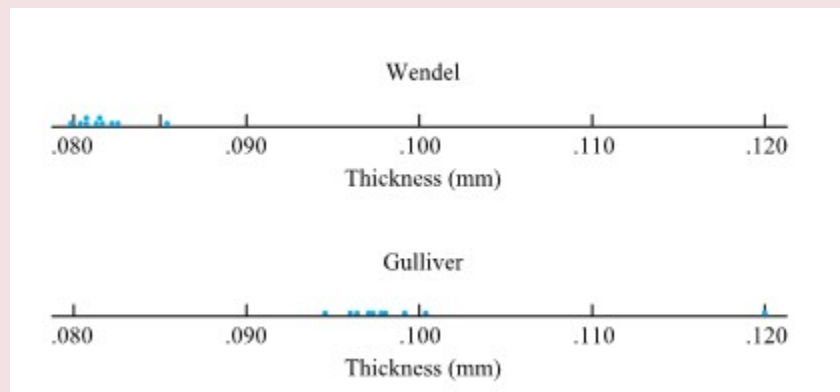 Wendel
.080 .090 .100 .110 .120
Thickness (mm)
Gulliver
.080 .090 .100 .110 .120
Thickness (mm)